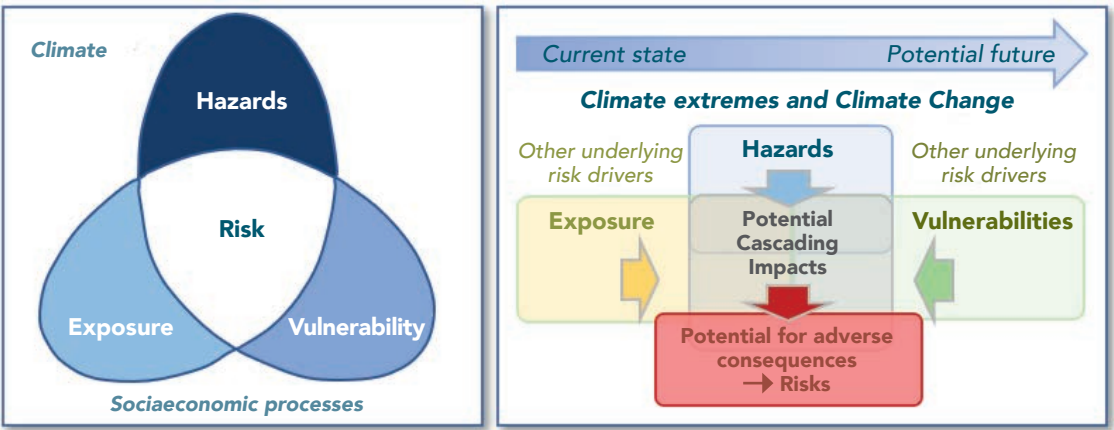 Climate
Hazards
Risk
Exposure
Vulnerability
Sociaeconomic processes
Current state
Potential future
Climate extremes and Climate Change
Other underlying
risk drivers
Hazards
Other underlying
risk drivers
Exposure
Potential
Cascading
Impacts
Vulnerabilities
Potential for adverse
consequences
→ Risks